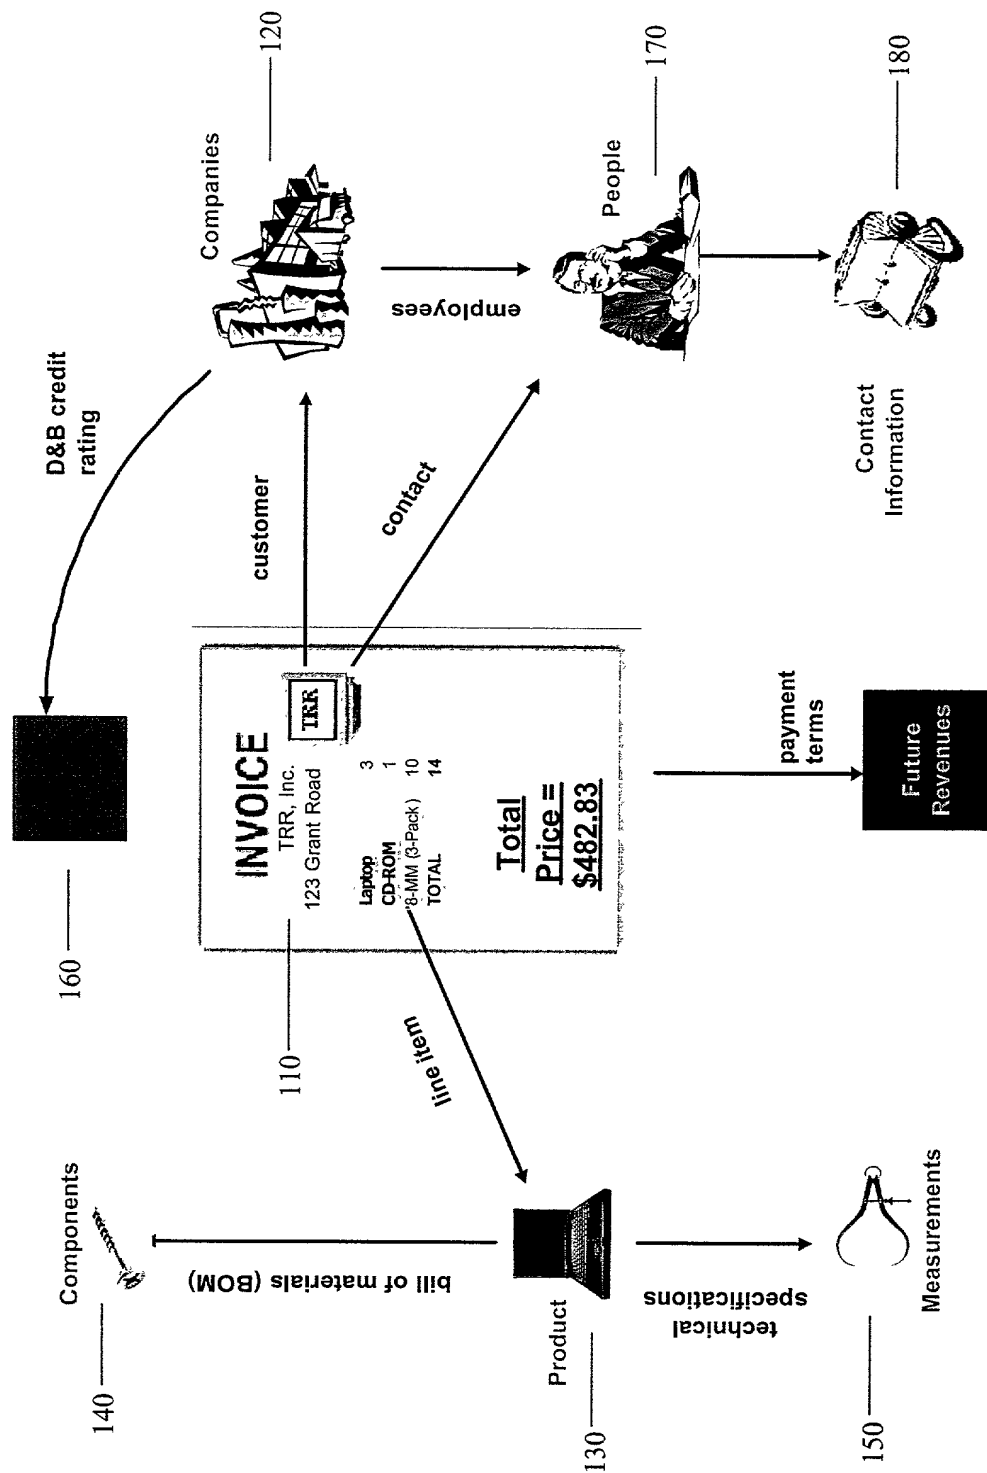 140
Components
160
D&B credit
rating
Companies
120
bill of materials (BOM)
110
INVOICE
TRR, Inc.
123 Grant Road
TRR
Laptop 3
CD-ROM 1
8-MM (3-Pack) 10
TOTAL 14
Total
Price =
$482.83
customer
contact
employees
line item
130
Product
People
170
technical
specifications
payment
terms
150
Measurements
Future
Revenues
Contact
Information
180